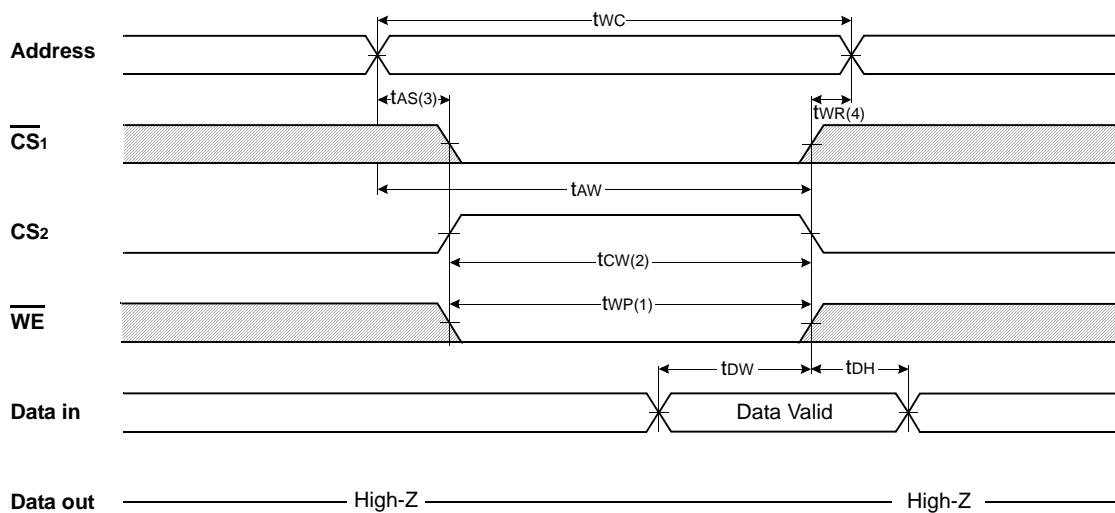 tWC
Address
tAS(3)
tWR(4)
CS1
tAW
CS2
tCW(2)
tWP(1)
WE
tDW
tDH
Data in
Data Valid
Data out
High-Z
High-Z